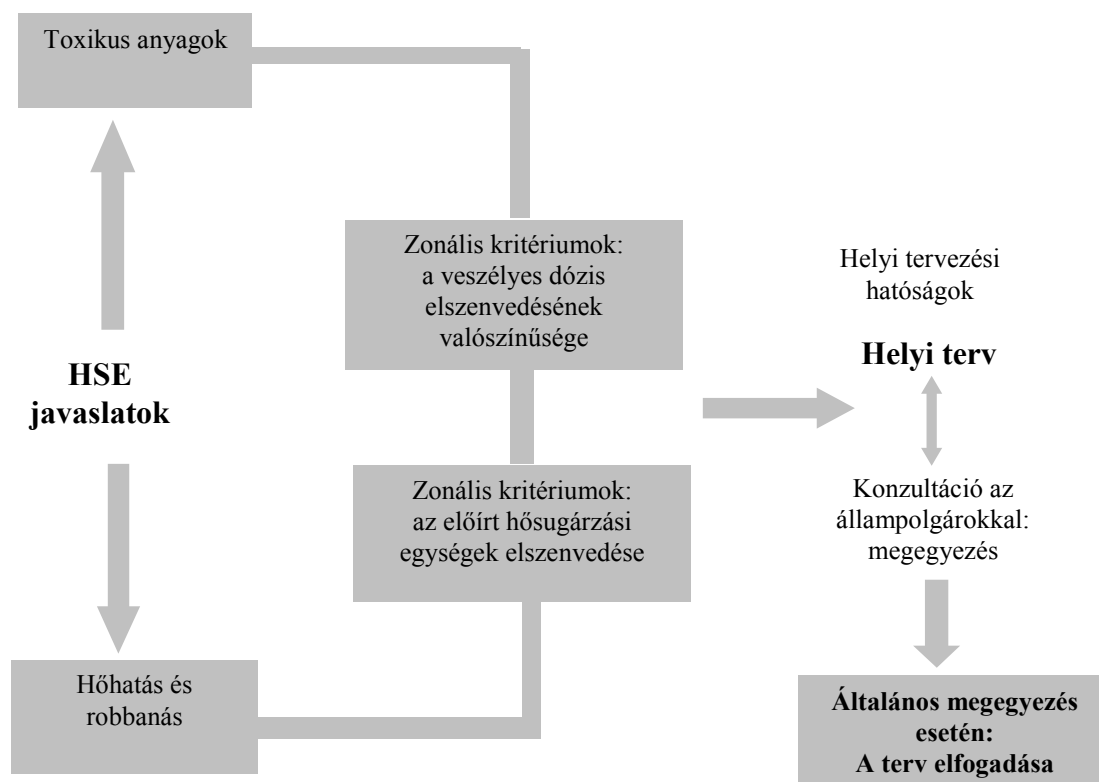 Toxikus anyagok
Zonális kritériumok:
a veszélyes dózis
elszenvedésének
valószínűsége
Helyi tervezési
hatóságok
Helyi terv
HSE
javaslatok
Zonális kritériumok:
az előírt hősugárzási
egységek elszenvedése
Konzultáció az
állampolgárokkal:
megegyezés
Hőhatás és
robbanás
Általános megegyezés
esetén:
A terv elfogadása